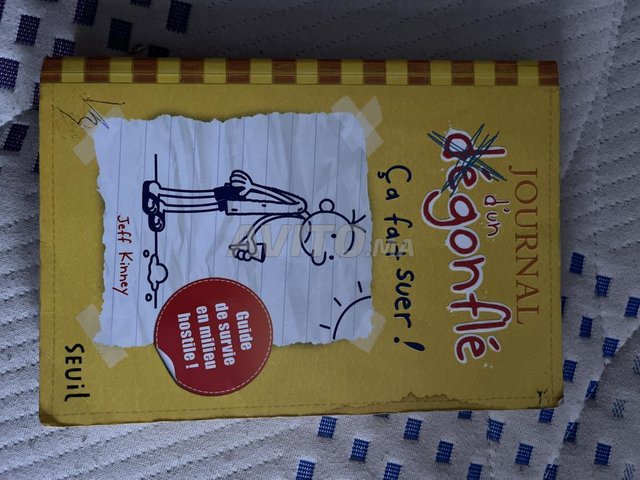 JOURNAL
d'un
dégonflé
Ça fait suer !
Jeff Kinney
Guide
de survie
en milieu
hostile !
SEUIL
AVITO.MA